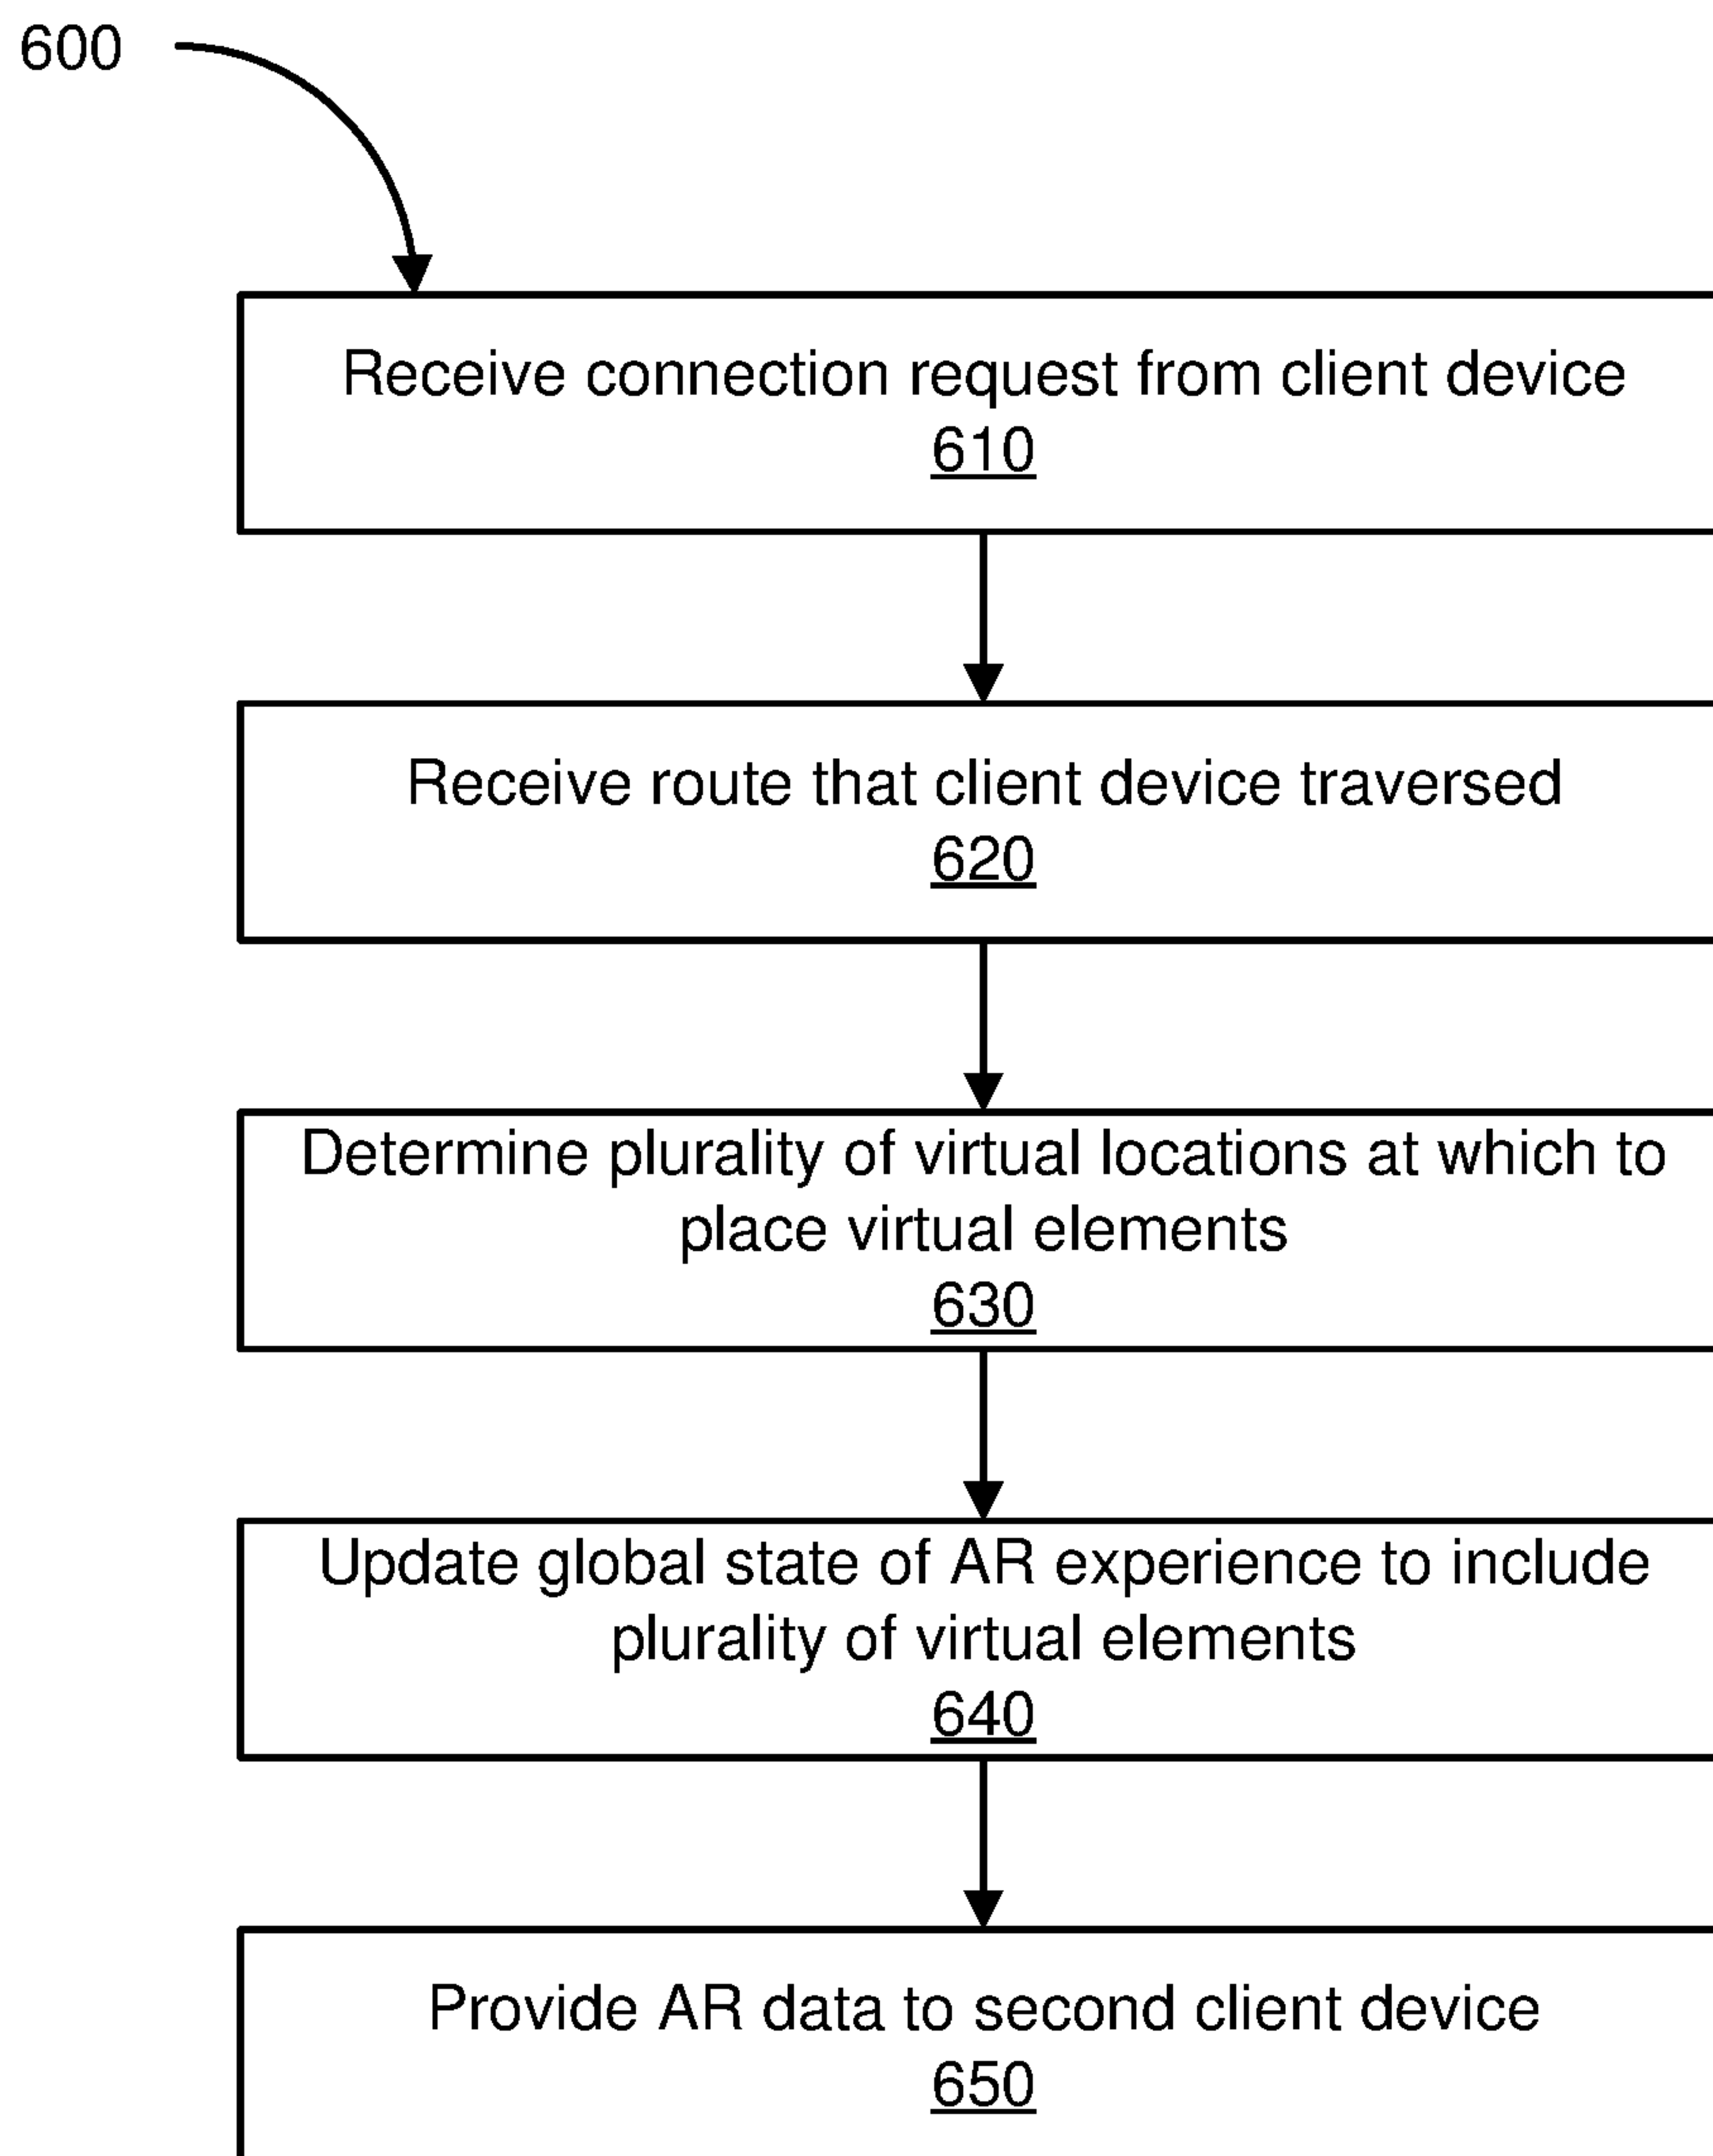 600
Receive connection request from client device
610
Receive route that client device traversed
620
Determine plurality of virtual locations at which to
place virtual elements
630
Update global state of AR experience to include
plurality of virtual elements
640
Provide AR data to second client device
650